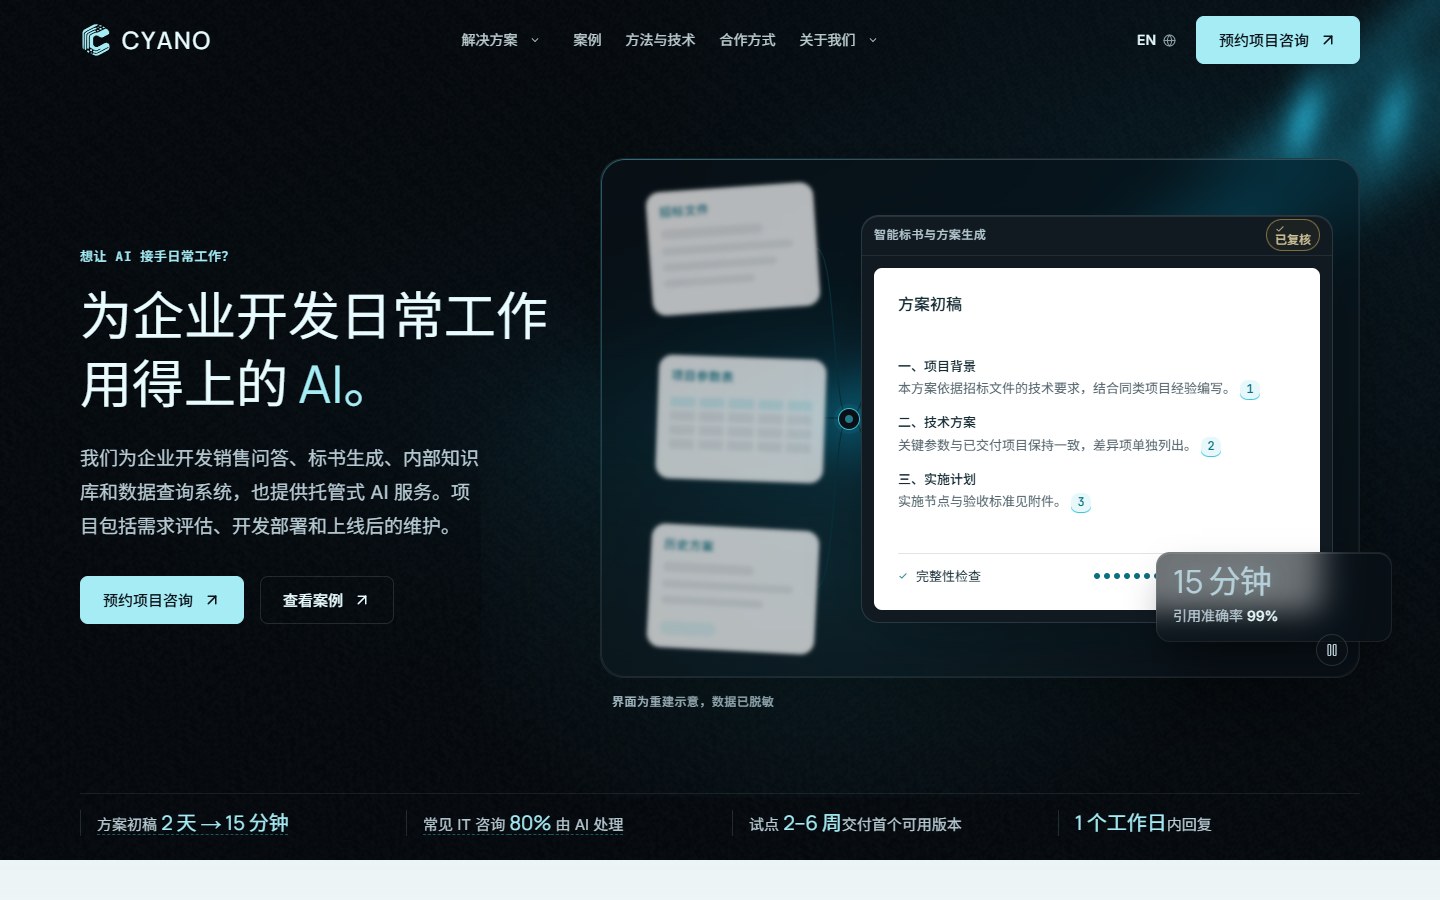 CYANO
解决方案
案例
方法与技术
合作方式
关于我们
EN
预约项目咨询
想让 AI 接手日常工作？
为企业开发日常工作
用得上的 AI。
我们为企业开发销售问答、标书生成、内部知识
库和数据查询系统，也提供托管式 AI 服务。项
目包括需求评估、开发部署和上线后的维护。
预约项目咨询
查看案例
招标文件
项目参数表
历史方案
智能标书与方案生成
已复核
方案初稿
一、项目背景
本方案依据招标文件的技术要求，结合同类项目经验编写。 1
二、技术方案
关键参数与已交付项目保持一致，差异项单独列出。 2
三、实施计划
实施节点与验收标准见附件。 3
完整性检查
15 分钟
引用准确率 99%
界面为重建示意，数据已脱敏
方案初稿 2 天 → 15 分钟
常见 IT 咨询 80% 由 AI 处理
试点 2–6 周交付首个可用版本
1 个工作日内回复